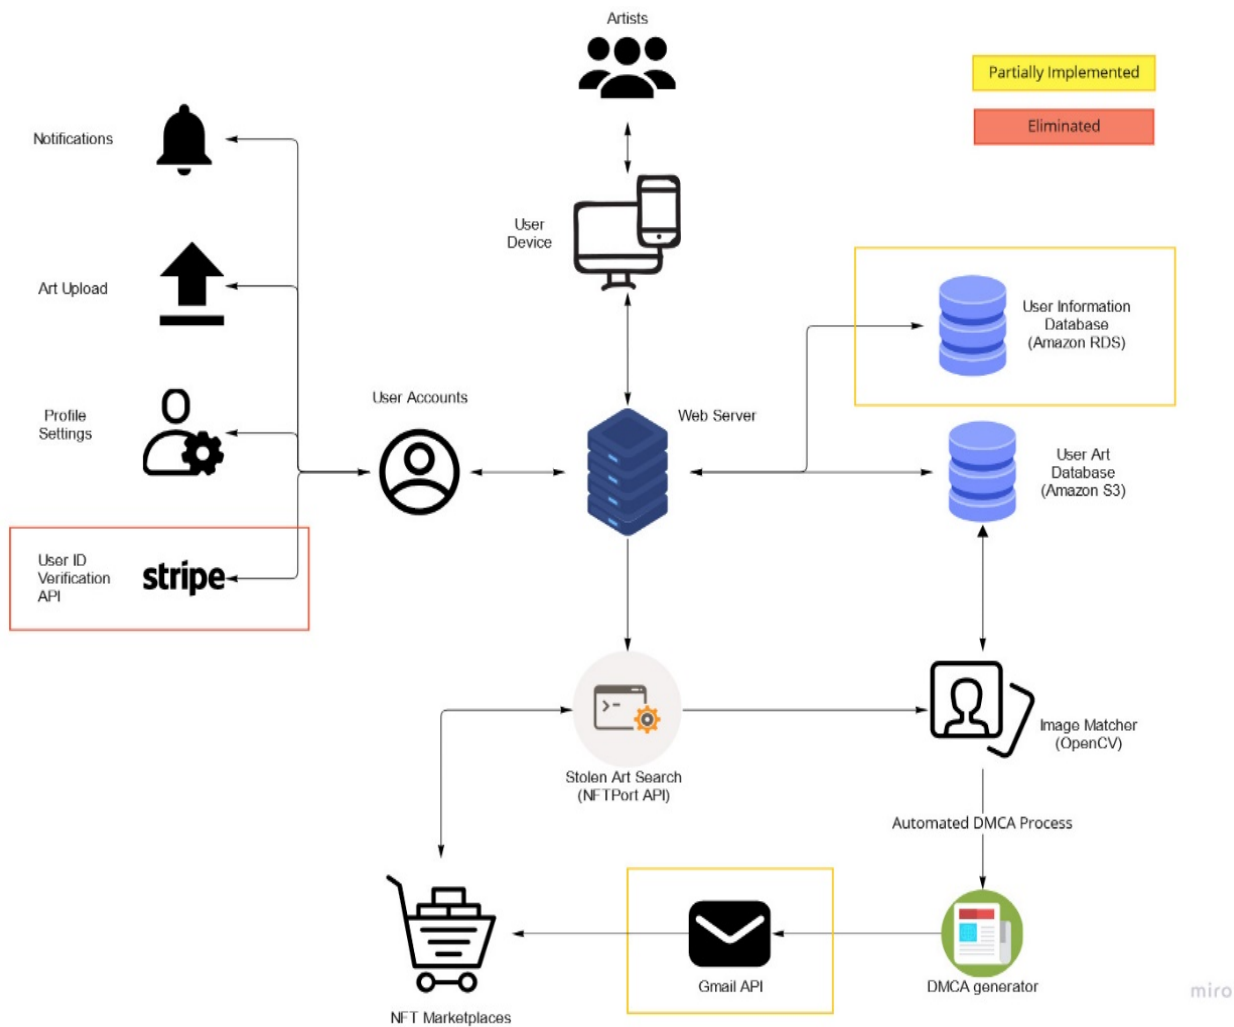 Artists
Partially Implemented
Eliminated
Notifications
User
Device
Art Upload
User Information
Database
(Amazon RDS)
Profile
Settings
User Accounts
Web Server
User Art
Database
(Amazon S3)
User ID
Verification
API
stripe
Stolen Art Search
(NFTPort API)
Image Matcher
(OpenCV)
Automated DMCA Process
NFT Marketplaces
Gmail API
DMCA generator
miro